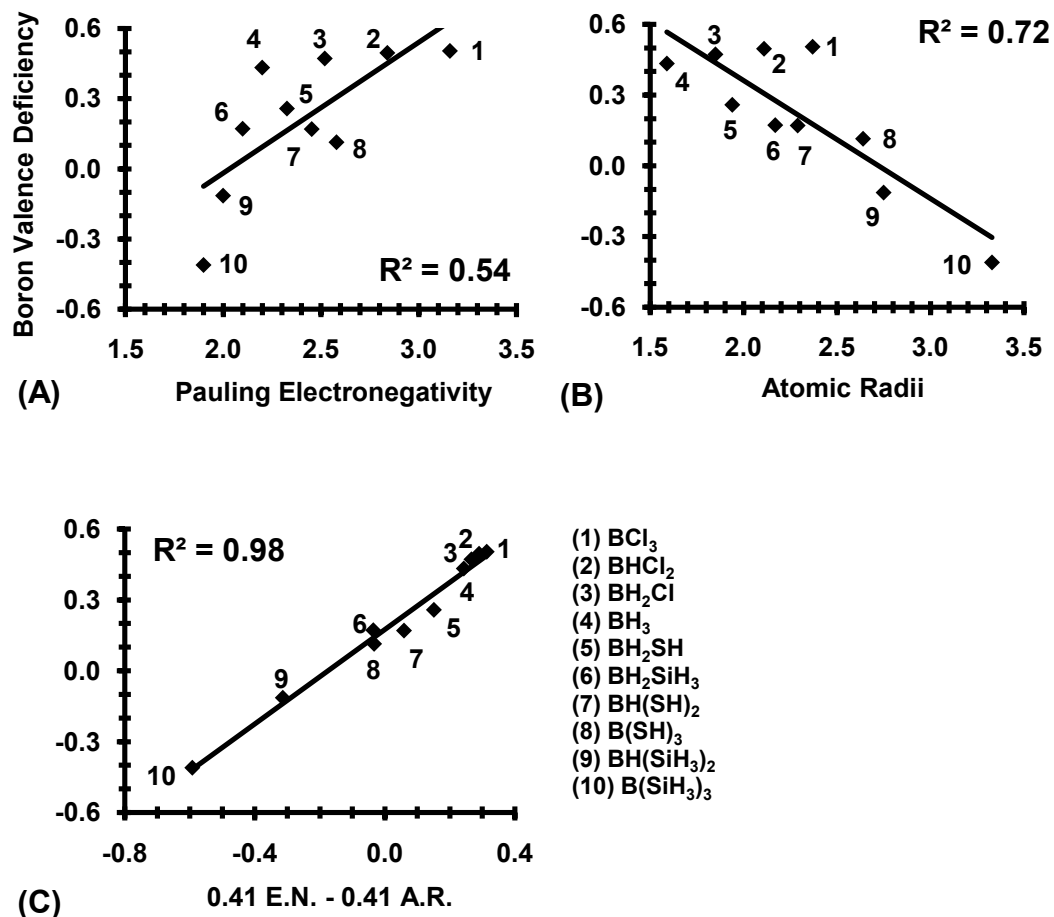 Boron Valence Deficiency
0.6
0.3
0.0
-0.3
-0.6
4
3
2
1
5
6
7
8
9
10
R² = 0.54
1.5 2.0 2.5 3.0 3.5
(A) Pauling Electronegativity
0.6
0.3
0.0
-0.3
-0.6
R² = 0.72
3
1
2
4
5
6
7
8
9
10
1.5 2.0 2.5 3.0 3.5
(B) Atomic Radii
0.6
0.3
0.0
-0.3
-0.6
R² = 0.98
2
1
3
4
5
6
7
8
9
10
-0.8 -0.4 0.0 0.4
(C) 0.41 E.N. - 0.41 A.R.
(1) BCl₃
(2) BHCl₂
(3) BH₂Cl
(4) BH₃
(5) BH₂SH
(6) BH₂SiH₃
(7) BH(SH)₂
(8) B(SH)₃
(9) BH(SiH₃)₂
(10) B(SiH₃)₃